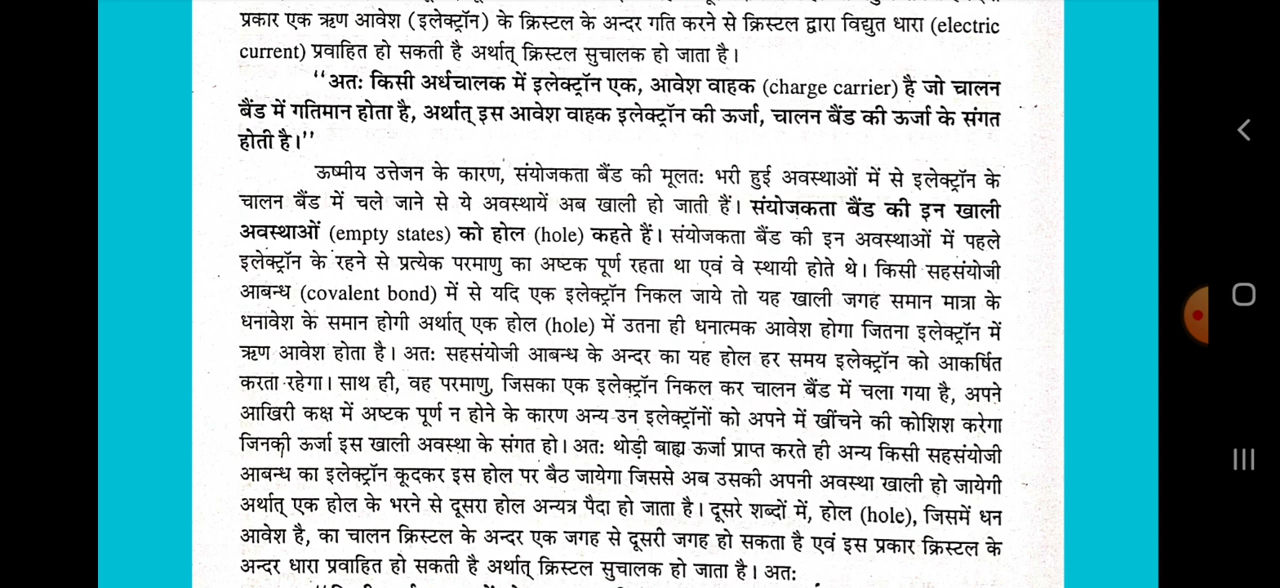 प्रकार एक ऋण आवेश (इलेक्ट्रॉन) के क्रिस्टल के अन्दर गति करने से क्रिस्टल द्वारा विद्युत धारा (electric
current) प्रवाहित हो सकती है अर्थात् क्रिस्टल सुचालक हो जाता है।
‘‘अतः किसी अर्धचालक में इलेक्ट्रॉन एक, आवेश वाहक (charge carrier) है जो चालन
बैंड में गतिमान होता है, अर्थात् इस आवेश वाहक इलेक्ट्रॉन की ऊर्जा, चालन बैंड की ऊर्जा के संगत
होती है।’’
ऊष्मीय उत्तेजन के कारण, संयोजकता बैंड की मूलतः भरी हुई अवस्थाओं में से इलेक्ट्रॉन के
चालन बैंड में चले जाने से ये अवस्थायें अब खाली हो जाती हैं। संयोजकता बैंड की इन खाली
अवस्थाओं (empty states) को होल (hole) कहते हैं। संयोजकता बैंड की इन अवस्थाओं में पहले
इलेक्ट्रॉन के रहने से प्रत्येक परमाणु का अष्टक पूर्ण रहता था एवं वे स्थायी होते थे। किसी सहसंयोजी
आबन्ध (covalent bond) में से यदि एक इलेक्ट्रॉन निकल जाये तो यह खाली जगह समान मात्रा के
धनावेश के समान होगी अर्थात् एक होल (hole) में उतना ही धनात्मक आवेश होगा जितना इलेक्ट्रॉन में
ऋण आवेश होता है। अतः सहसंयोजी आबन्ध के अन्दर का यह होल हर समय इलेक्ट्रॉन को आकर्षित
करता रहेगा। साथ ही, वह परमाणु, जिसका एक इलेक्ट्रॉन निकल कर चालन बैंड में चला गया है, अपने
आखिरी कक्ष में अष्टक पूर्ण न होने के कारण अन्य उन इलेक्ट्रॉनों को अपने में खींचने की कोशिश करेगा
जिनकी ऊर्जा इस खाली अवस्था के संगत हो। अतः थोड़ी बाह्य ऊर्जा प्राप्त करते ही अन्य किसी सहसंयोजी
आबन्ध का इलेक्ट्रॉन कूदकर इस होल पर बैठ जायेगा जिससे अब उसकी अपनी अवस्था खाली हो जायेगी
अर्थात् एक होल के भरने से दूसरा होल अन्यत्र पैदा हो जाता है। दूसरे शब्दों में, होल (hole), जिसमें धन
आवेश है, का चालन क्रिस्टल के अन्दर एक जगह से दूसरी जगह हो सकता है एवं इस प्रकार क्रिस्टल के
अन्दर धारा प्रवाहित हो सकती है अर्थात् क्रिस्टल सुचालक हो जाता है। अतः